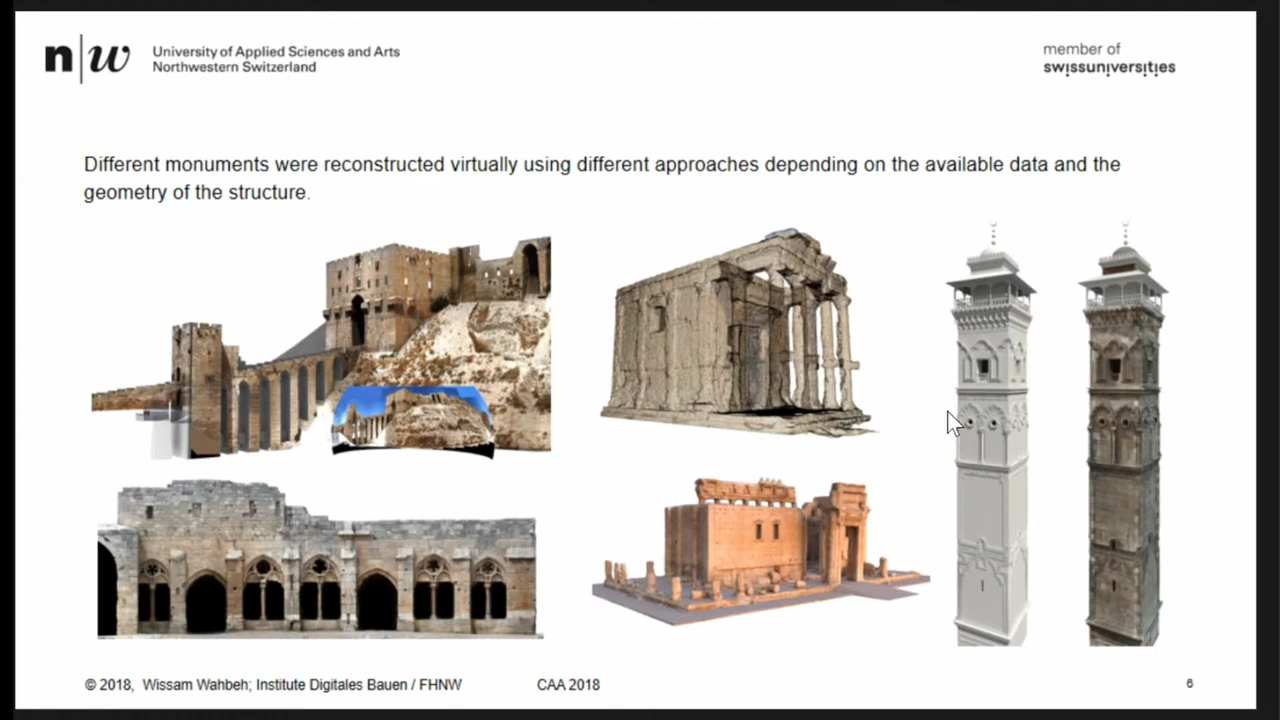 n|w University of Applied Sciences and Arts
Northwestern Switzerland
member of
swissuniversities
Different monuments were reconstructed virtually using different approaches depending on the available data and the
geometry of the structure.
© 2018, Wissam Wahbeh; Institute Digitales Bauen / FHNW
CAA 2018
6